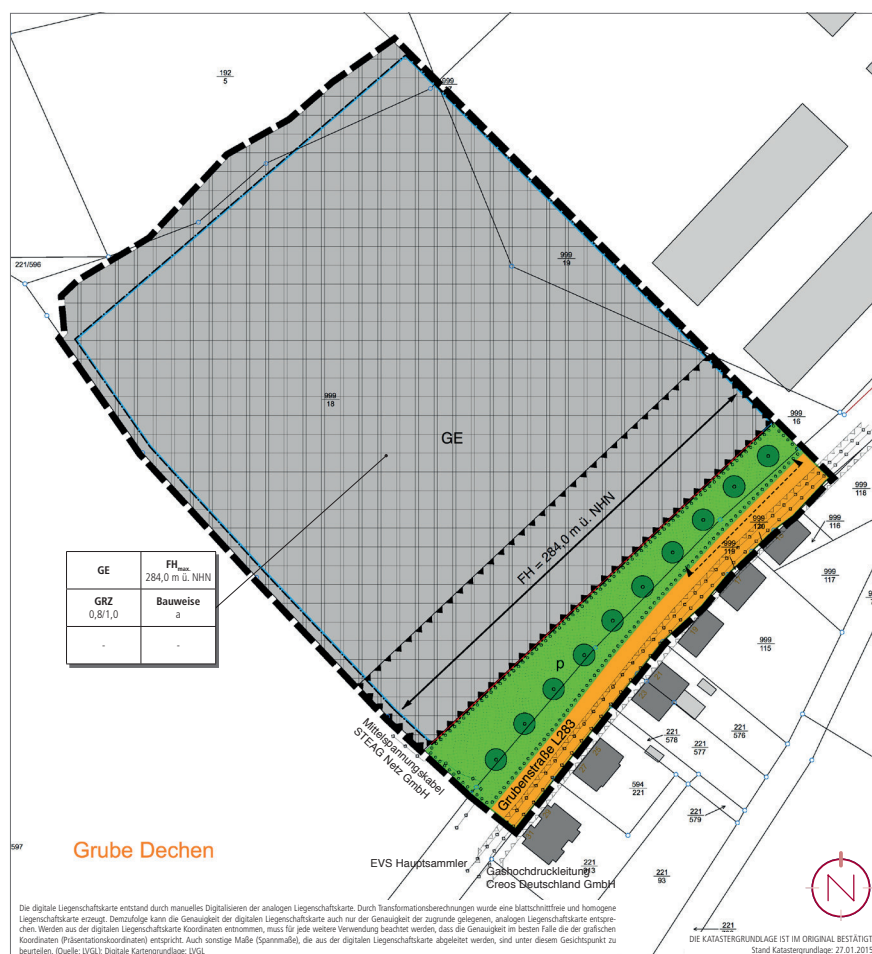 192
5
999
17
221/596
999
19
999
18
999
16
GE
FH = 284,0 m ü. NHN
999
118
999
116
999
120
999
119
999
117
999
115
GE
FHmax.
284,0 m ü. NHN
GRZ
0,8/1,0
Bauweise
a
-
-
p
Grubenstraße L283
Mittelspannungskabel
STEAG Netz GmbH
221
576
221
578
221
577
594
221
221
579
597
Grube Dechen
EVS Hauptsammler
Gashochdruckleitung
Creos Deutschland GmbH
221
93
N
Die digitale Liegenschaftskarte entstand durch manuelles Digitalisieren der analogen Liegenschaftskarte. Durch Transformationsberechnungen wurde eine blattschnittfreie und homogene
Liegenschaftskarte erzeugt. Demzufolge kann die Genauigkeit der digitalen Liegenschaftskarte auch nur der Genauigkeit der zugrunde gelegenen, analogen Liegenschaftskarte entspre-
chen. Werden aus der digitalen Liegenschaftskarte Koordinaten entnommen, muss für jede weitere Verwendung beachtet werden, dass die Genauigkeit im besten Falle die der grafischen
Koordinaten (Präsentationskoordinaten) entspricht. Auch sonstige Maße (Spannmaße), die aus der digitalen Liegenschaftskarte abgeleitet werden, sind unter diesem Gesichtspunkt zu
beurteilen. (Quelle: LVGL); Digitale Kartengrundlage: LVGL
DIE KATASTERGRUNDLAGE IST IM ORIGINAL BESTÄTIGT
Stand Katastergrundlage: 27.01.2015